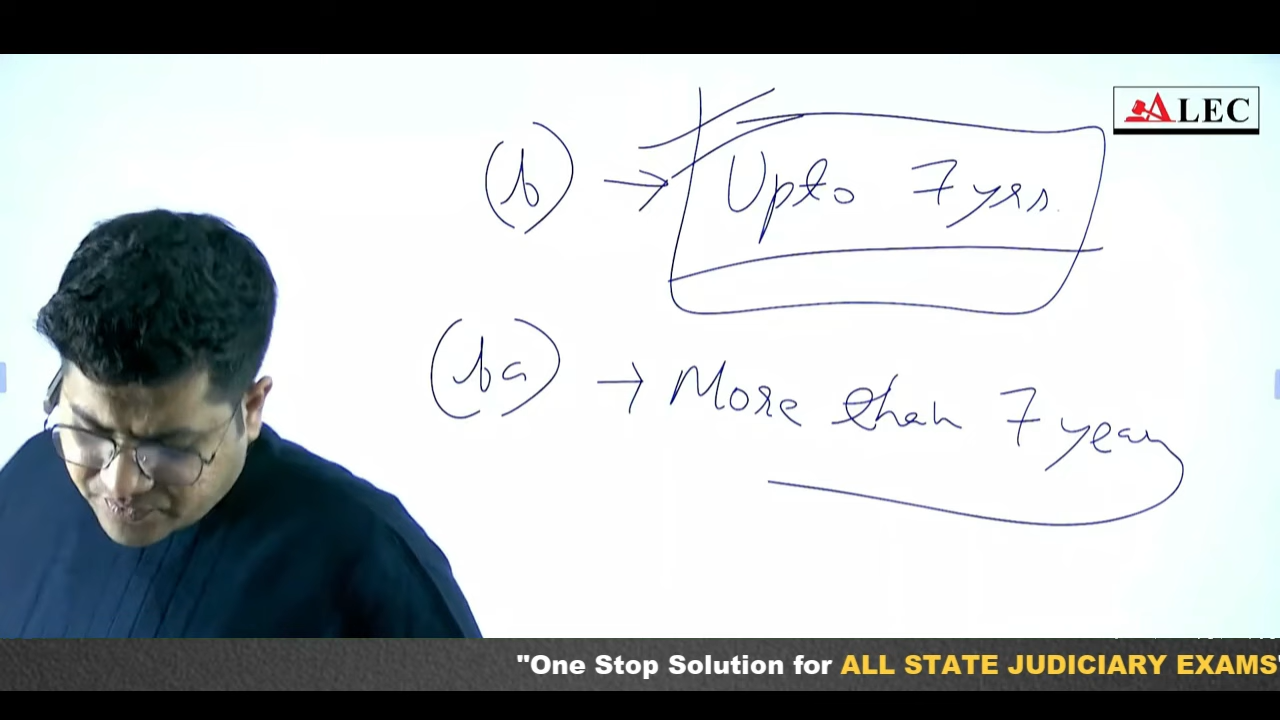 ALEC
(b) → Upto 7 yrs.
(ba) → More than 7 year
"One Stop Solution for ALL STATE JUDICIARY EXAMS"